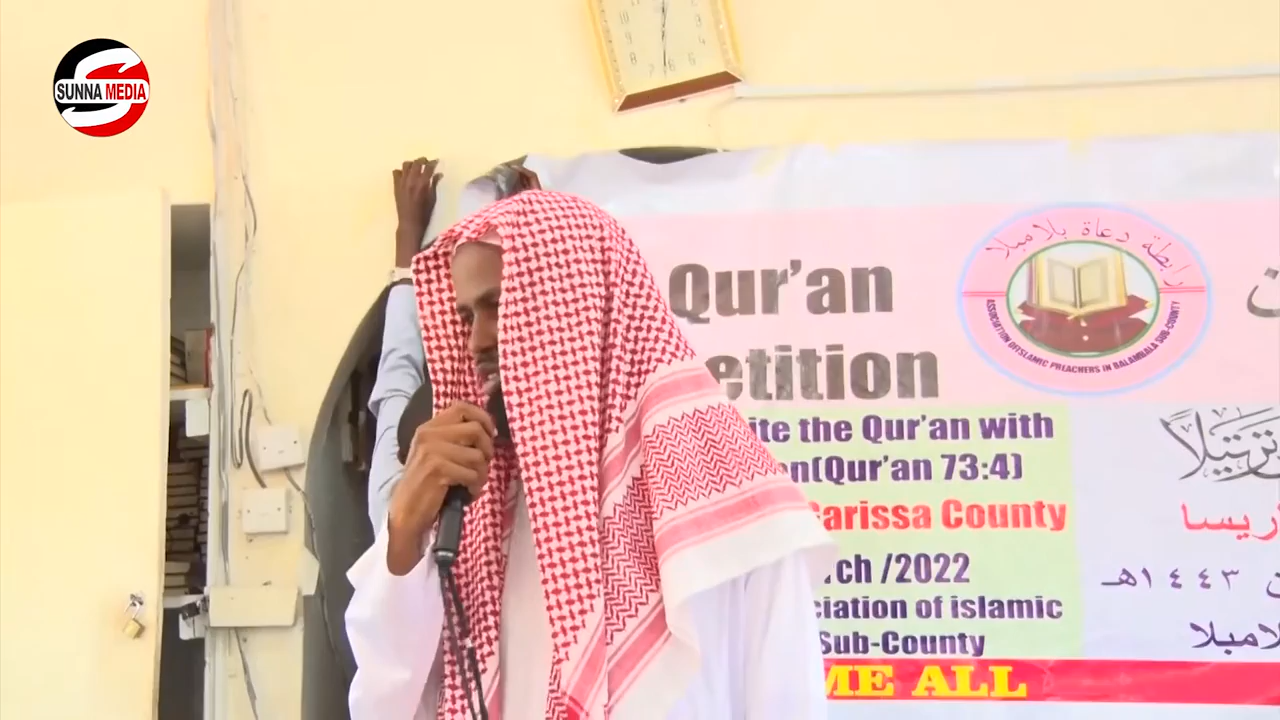 SUNNA MEDIA
Qur'an
etition
ite the Qur'an with
n(Qur'an 73:4)
Garissa County
ch /2022
ciation of islamic
Sub-County
ME ALL
رابطة دعاة بلامبلا
ASSOCIATION OF ISLAMIC PREACHERS IN BALAMBALA SUB-COUNTY
ترتيلاً
ريسا
١٤٤٣هـ
لامبلا